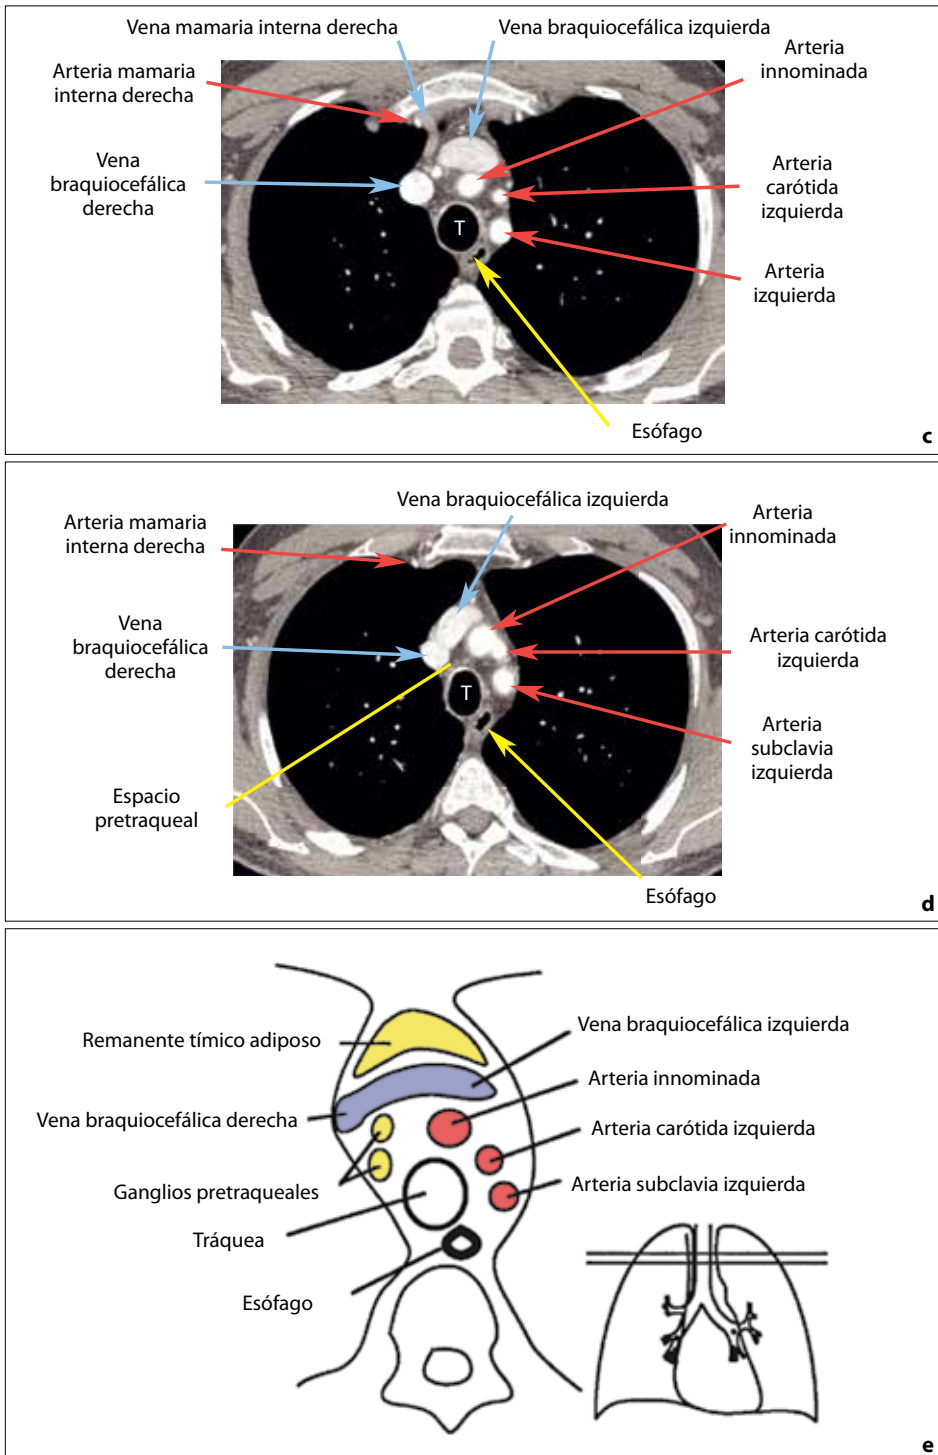 Vena mamaria interna derecha
Vena braquiocefálica izquierda
Arteria
innominada
Arteria mamaria
interna derecha
Vena
braquiocefálica
derecha
Arteria
carótida
izquierda
T
Arteria
izquierda
Esófago
c
Vena braquiocefálica izquierda
Arteria mamaria
interna derecha
Arteria
innominada
Vena
braquiocefálica
derecha
Arteria carótida
izquierda
T
Arteria
subclavia
izquierda
Espacio
pretraqueal
Esófago
d
Remanente tímico adiposo
Vena braquiocefálica izquierda
Arteria innominada
Vena braquiocefálica derecha
Arteria carótida izquierda
Ganglios pretraqueales
Arteria subclavia izquierda
Tráquea
Esófago
e